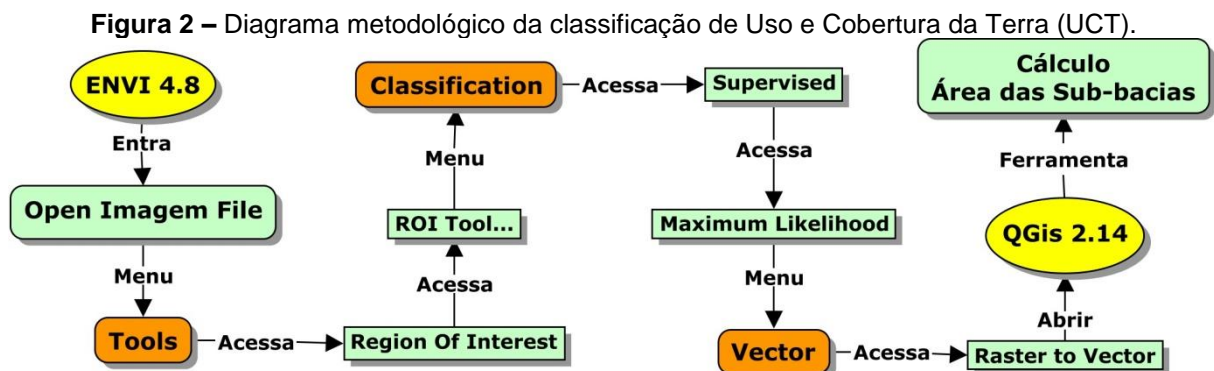 Figura 2 – Diagrama metodológico da classificação de Uso e Cobertura da Terra (UCT).
ENVI 4.8
Entra
Open Imagem File
Menu
Tools
Acessa
Region Of Interest
Acessa
ROI Tool...
Menu
Classification
Acessa
Supervised
Acessa
Maximum Likelihood
Menu
Vector
Acessa
Raster to Vector
Abrir
QGis 2.14
Ferramenta
Cálculo
Área das Sub-bacias